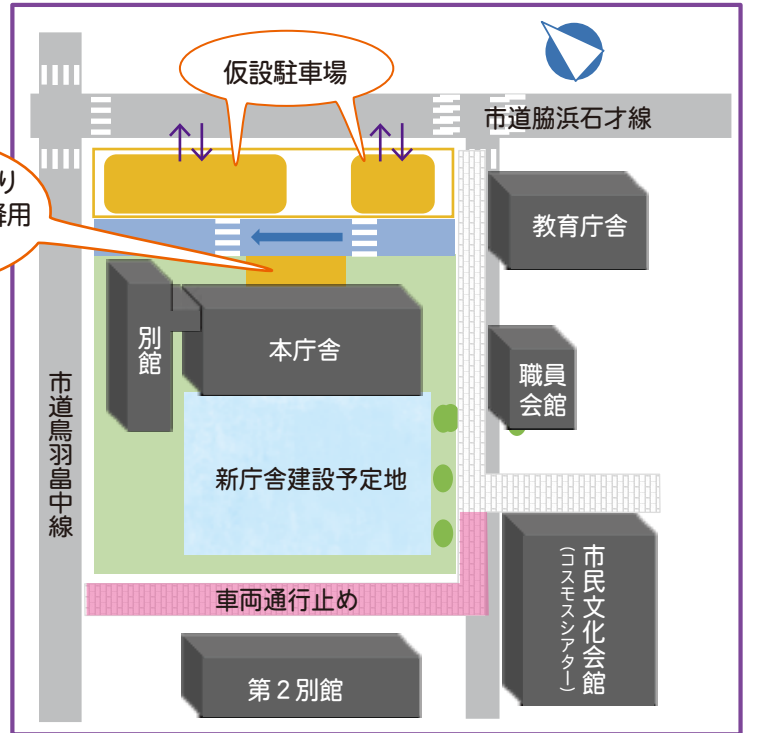 仮設駐車場
市道脇浜石才線
り
降用
教育庁舎
別館
本庁舎
職員
会館
市道鳥羽畠中線
新庁舎建設予定地
車両通行止め
市民文化会館
(コスモスシアター)
第2別館